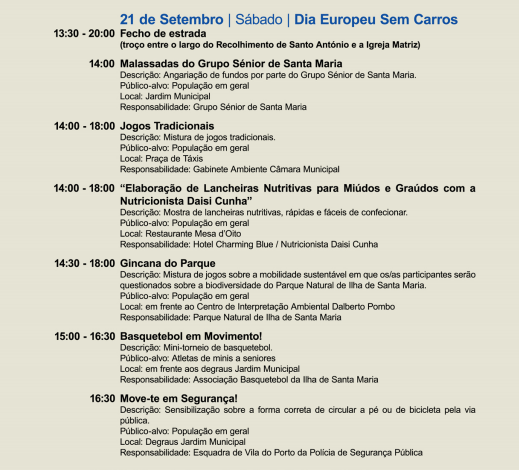 21 de Setembro | Sábado | Dia Europeu Sem Carros
13:30 - 20:00 Fecho de estrada
(troço entre o largo do Recolhimento de Santo António e a Igreja Matriz)
14:00 Malassadas do Grupo Sénior de Santa Maria
Descrição: Angariação de fundos por parte do Grupo Sénior de Santa Maria.
Público-alvo: População em geral
Local: Jardim Municipal
Responsabilidade: Grupo Sénior de Santa Maria
14:00 - 18:00 Jogos Tradicionais
Descrição: Mistura de jogos tradicionais.
Público-alvo: População em geral
Local: Praça de Táxis
Responsabilidade: Gabinete Ambiente Câmara Municipal
14:00 - 18:00 “Elaboração de Lancheiras Nutritivas para Miúdos e Graúdos com a
Nutricionista Daisi Cunha”
Descrição: Mostra de lancheiras nutritivas, rápidas e fáceis de confecionar.
Público-alvo: População em geral
Local: Restaurante Mesa d'Oito
Responsabilidade: Hotel Charming Blue / Nutricionista Daisi Cunha
14:30 - 18:00 Gincana do Parque
Descrição: Mistura de jogos sobre a mobilidade sustentável em que os/as participantes serão
questionados sobre a biodiversidade do Parque Natural de Ilha de Santa Maria.
Público-alvo: População em geral
Local: em frente ao Centro de Interpretação Ambiental Dalberto Pombo
Responsabilidade: Parque Natural de Ilha de Santa Maria
15:00 - 16:30 Basquetebol em Movimento!
Descrição: Mini-torneio de basquetebol.
Público-alvo: Atletas de minis a seniores
Local: em frente aos degraus Jardim Municipal
Responsabilidade: Associação Basquetebol da Ilha de Santa Maria
16:30 Move-te em Segurança!
Descrição: Sensibilização sobre a forma correta de circular a pé ou de bicicleta pela via
pública.
Público-alvo: População em geral
Local: Degraus Jardim Municipal
Responsabilidade: Esquadra de Vila do Porto da Polícia de Segurança Pública